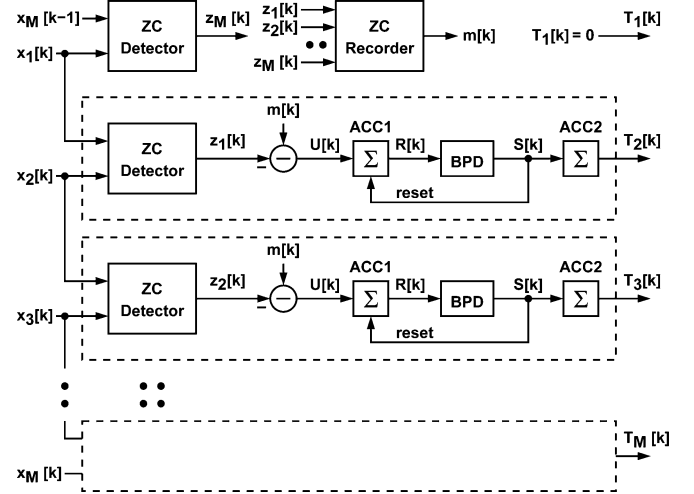 x_M [k−1]
ZC Detector
z_M[k]
x_1[k]
z_1[k]
z_2[k]
z_M[k]
ZC Recorder
m[k]
T_1[k] = 0
T_1[k]
m[k]
ZC Detector
z_1[k]
−
−
U[k]
ACC1
Σ
R[k]
BPD
S[k]
ACC2
Σ
T_2[k]
reset
x_2[k]
m[k]
ZC Detector
z_2[k]
−
−
U[k]
ACC1
Σ
R[k]
BPD
S[k]
ACC2
Σ
T_3[k]
reset
x_3[k]
T_M [k]
x_M [k]